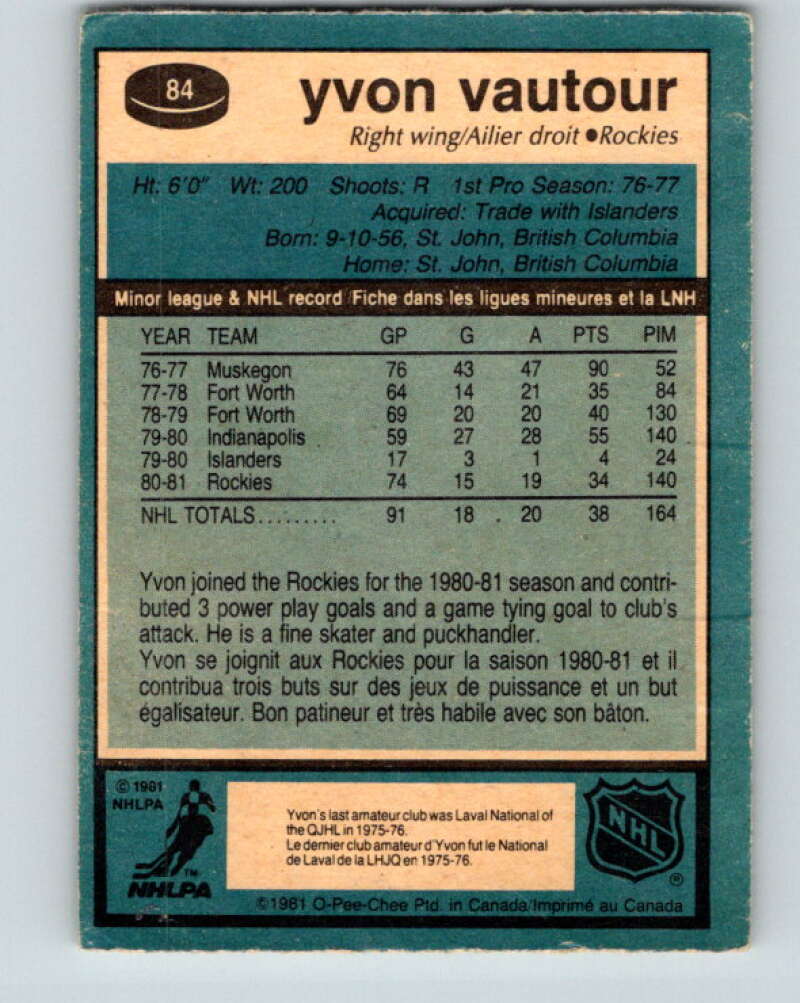 84
yvon vautour
Right wing/Ailier droit ●Rockies
Ht: 6'0" Wt: 200 Shoots: R 1st Pro Season: 76-77
Acquired: Trade with Islanders
Born: 9-10-56, St. John, British Columbia
Home: St. John, British Columbia
Minor league & NHL record/Fiche dans les ligues mineures et la LNH
YEAR TEAM GP G A PTS PIM
76-77 Muskegon 76 43 47 90 52
77-78 Fort Worth 64 14 21 35 84
78-79 Fort Worth 69 20 20 40 130
79-80 Indianapolis 59 27 28 55 140
79-80 Islanders 17 3 1 4 24
80-81 Rockies 74 15 19 34 140
NHL TOTALS......... 91 18 20 38 164
Yvon joined the Rockies for the 1980-81 season and contri-
buted 3 power play goals and a game tying goal to club's
attack. He is a fine skater and puckhandler.
Yvon se joignit aux Rockies pour la saison 1980-81 et il
contribua trois buts sur des jeux de puissance et un but
égalisateur. Bon patineur et très habile avec son bâton.
© 1981
NHLPA
TM
NHLPA
Yvon's last amateur club was Laval National of
the QJHL in 1975-76.
Le dernier club amateur d'Yvon fut le National
de Laval de la LHJQ en 1975-76.
NHL
®
©1981 O-Pee-Chee Ptd. in Canada/Imprimé au Canada